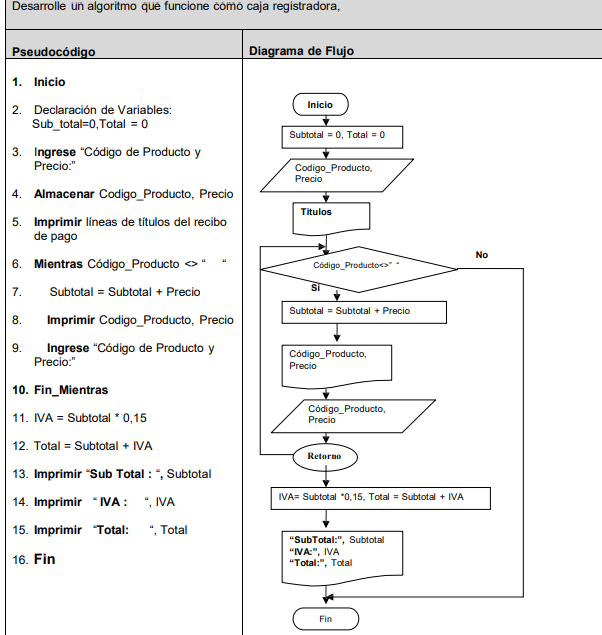 Desarrolle un algoritmo que funcione como caja registradora,
Pseudocódigo
1. Inicio
2. Declaración de Variables:
Sub_total=0,Total = 0
3. Ingrese “Código de Producto y
Precio:”
4. Almacenar Codigo_Producto, Precio
5. Imprimir líneas de títulos del recibo
de pago
6. Mientras Código_Producto <> “ “
7. Subtotal = Subtotal + Precio
8. Imprimir Codigo_Producto, Precio
9. Ingrese “Código de Producto y
Precio:”
10. Fin_Mientras
11. IVA = Subtotal * 0,15
12. Total = Subtotal + IVA
13. Imprimir “Sub Total : “, Subtotal
14. Imprimir “ IVA : “, IVA
15. Imprimir “Total: “, Total
16. Fin
Diagrama de Flujo
Inicio
Subtotal = 0, Total = 0
Codigo_Producto,
Precio
Titulos
Código_Producto<>“ “
No
Si
Subtotal = Subtotal + Precio
Código_Producto,
Precio
Código_Producto,
Precio
Retorno
IVA= Subtotal *0,15, Total = Subtotal + IVA
“SubTotal:”, Subtotal
“IVA:”, IVA
“Total:”, Total
Fin